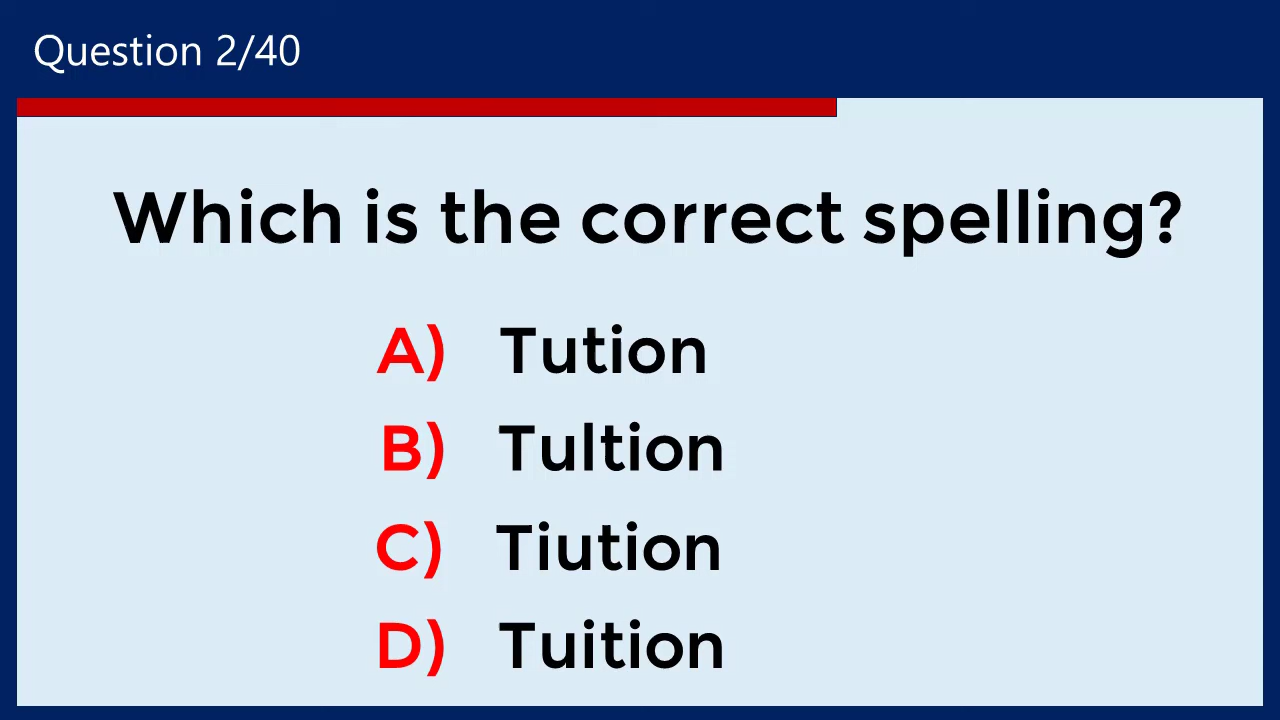 Question 2/40
Which is the correct spelling?
A) Tution
B) Tultion
C) Tiution
D) Tuition